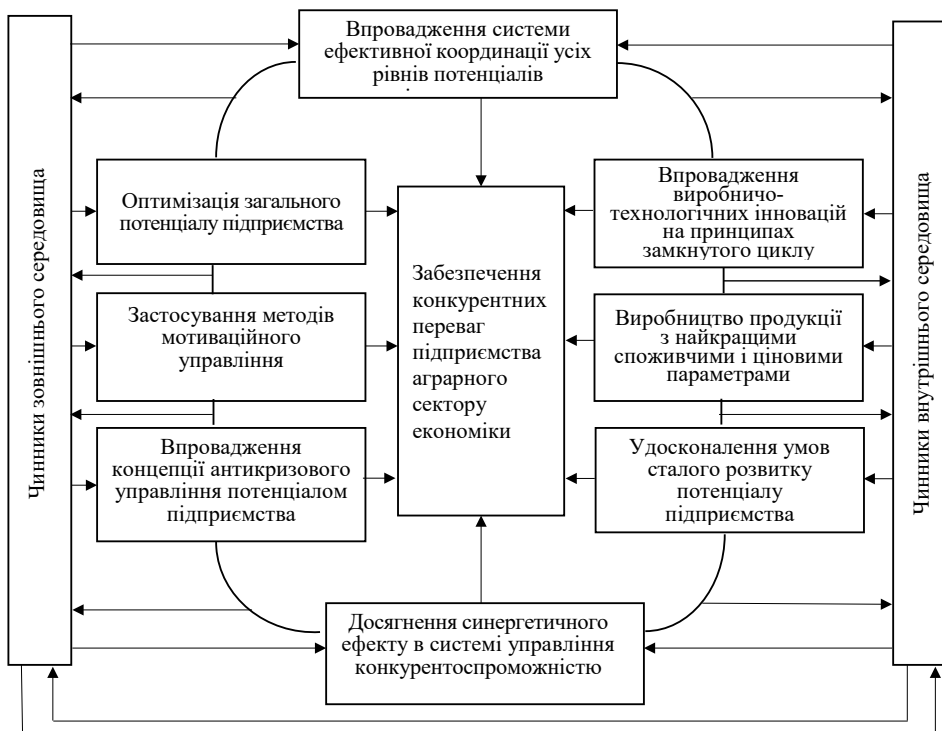 Впровадження системи
ефективної координації усіх
рівнів потенціалів
Чинники зовнішнього середовища
Оптимізація загального
потенціалу підприємства
Застосування методів
мотиваційного
управління
Впровадження
концепції антикризового
управління потенціалом
підприємства
Забезпечення
конкурентних
переваг
підприємства
аграрного
сектору
економіки
Впровадження
виробничо-
технологічних інновацій
на принципах
замкнутого циклу
Виробництво продукції
з найкращими
споживчими і ціновими
параметрами
Удосконалення умов
сталого розвитку
потенціалу
підприємства
Чинники внутрішнього середовища
Досягнення синергетичного
ефекту в системі управління
конкурентоспроможністю